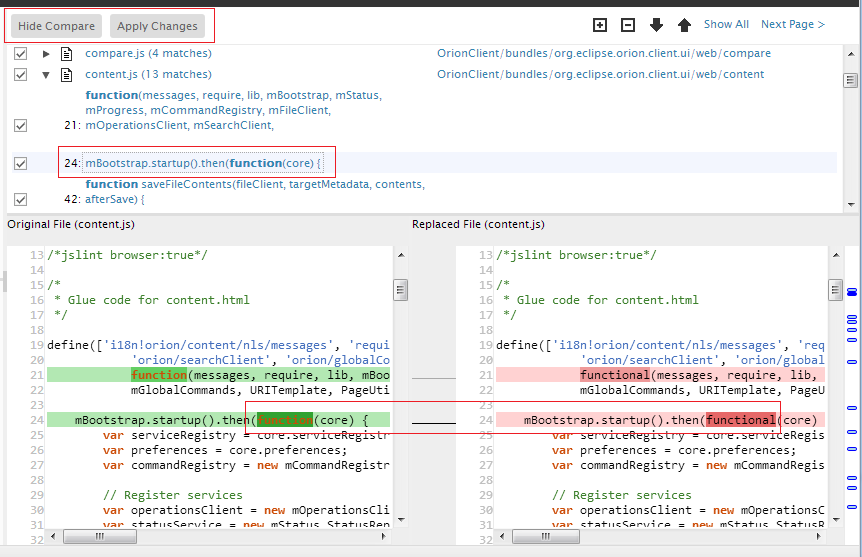 Hide Compare Apply Changes Show All Next Page >
compare.js (4 matches) OrionClient/bundles/org.eclipse.orion.client.ui/web/compare
content.js (13 matches) OrionClient/bundles/org.eclipse.orion.client.ui/web/content
function(messages, require, lib, mBootstrap, mStatus,
mProgress, mCommandRegistry, mFileClient,
21: mOperationsClient, mSearchClient,
24: mBootstrap.startup().then(function(core) {
function saveFileContents(fileClient, targetMetadata, contents,
42: afterSave) {
Original File (content.js)
13 /*jslint browser:true*/
14
15 /*
16 * Glue code for content.html
17 */
18
19 define(['i18n!orion/content/nls/messages', 'requi
20 'orion/searchClient', 'orion/globalCo
21 function(messages, require, lib, mBoo
22 mGlobalCommands, URITemplate, PageUti
23
24 mBootstrap.startup().then(function(core) {
25 var serviceRegistry = core.serviceRegistr
26 var preferences = core.preferences;
27 var commandRegistry = new mCommandRegistr
28
29 // Register services
30 var operationsClient = new mOperationsCli
31 var statusService = new mStatus.StatusRep
32
Replaced File (content.js)
13 /*jslint browser:true*/
14
15 /*
16 * Glue code for content.html
17 */
18
19 define(['i18n!orion/content/nls/messages', 'req
20 'orion/searchClient', 'orion/global
21 functional(messages, require, lib,
22 mGlobalCommands, URITemplate, PageU
23
24 mBootstrap.startup().then(functional(core)
25 var serviceRegistry = core.serviceRegis
26 var preferences = core.preferences;
27 var commandRegistry = new mCommandRegis
28
29 // Register services
30 var operationsClient = new mOperationsC
31 var statusService = new mStatus.StatusR
32